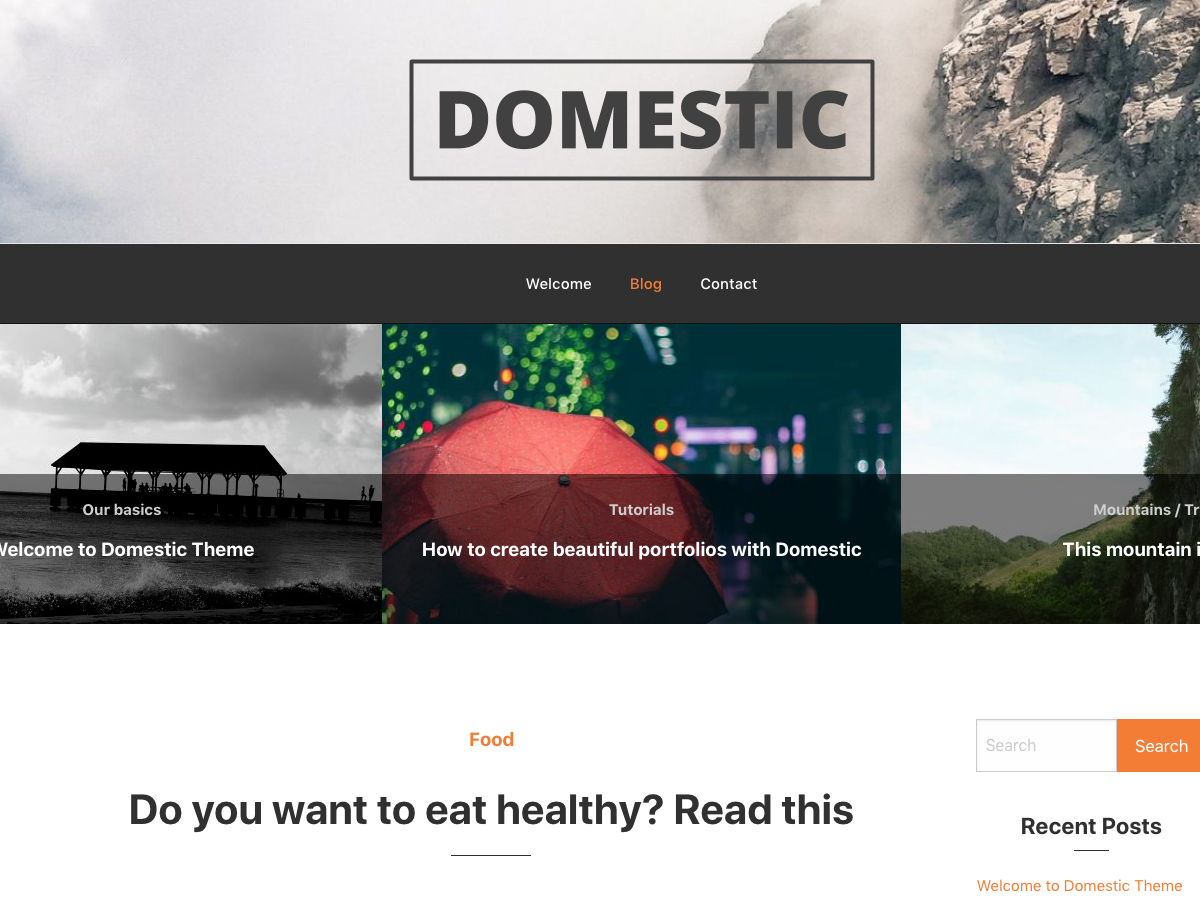 DOMESTIC
Welcome
Blog
Contact
Our basics
Welcome to Domestic Theme
Tutorials
How to create beautiful portfolios with Domestic
Mountains / Tr
This mountain i
Food
Do you want to eat healthy? Read this
Search
Search
Recent Posts
Welcome to Domestic Theme